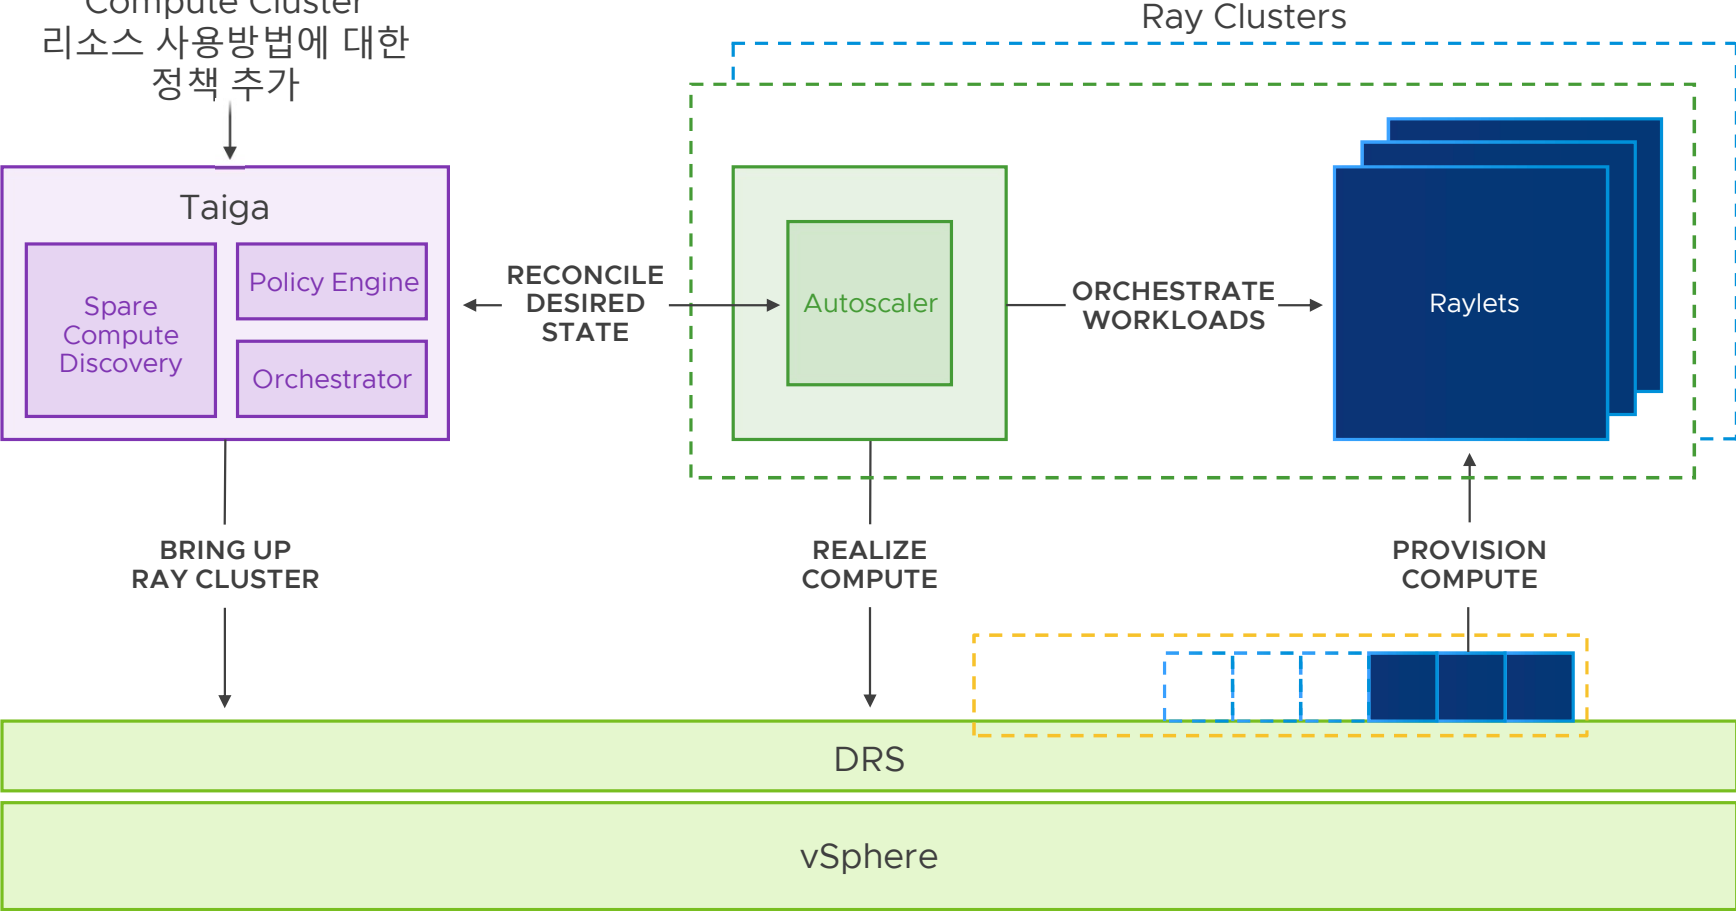 Compute Cluster
리소스 사용방법에 대한
정책 추가
Ray Clusters
Taiga
Spare
Compute
Discovery
Policy Engine
Orchestrator
RECONCILE
DESIRED
STATE
Autoscaler
ORCHESTRATE
WORKLOADS
Raylets
BRING UP
RAY CLUSTER
REALIZE
COMPUTE
PROVISION
COMPUTE
DRS
vSphere